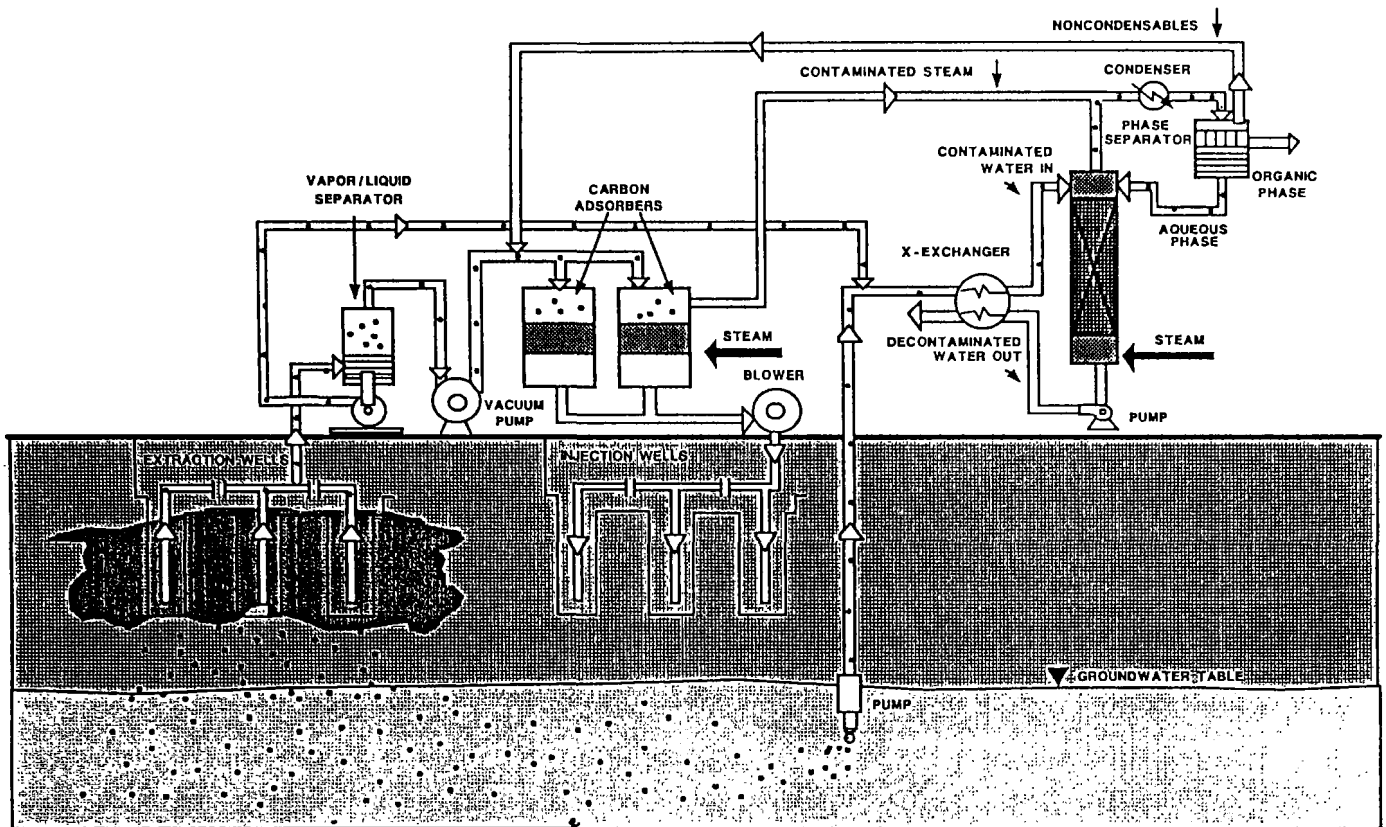 NONCONDENSABLES
CONTAMINATED STEAM
CONDENSER
PHASE
SEPARATOR
CONTAMINATED
WATER IN
ORGANIC
PHASE
VAPOR/LIQUID
SEPARATOR
CARBON
ADSORBERS
AQUEOUS
PHASE
X-EXCHANGER
STEAM
DECONTAMINATED
WATER OUT
STEAM
BLOWER
VACUUM
PUMP
PUMP
EXTRACTION WELLS
INJECTION WELLS
GROUNDWATER TABLE
PUMP